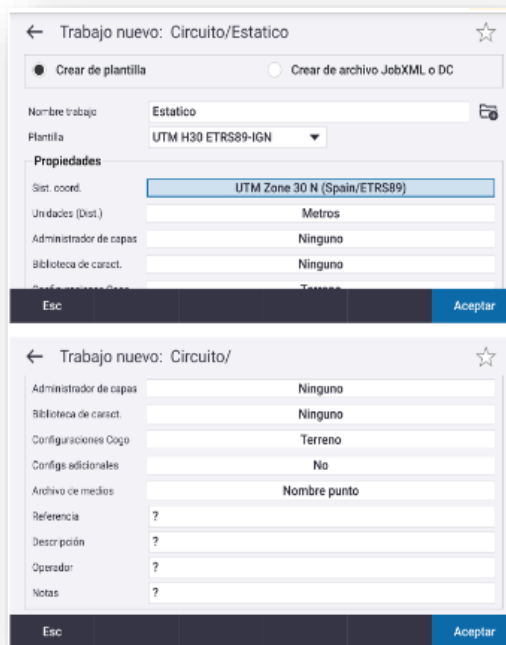 Trabajo nuevo: Circuito/Estatico
Crear de plantilla Crear de archivo JobXML o DC
Nombre trabajo Estatico
Plantilla UTM H30 ETRS89-IGN
Propiedades
Sist. coord. UTM Zone 30 N (Spain/ETRS89)
Unidades (Dist.) Metros
Administrador de capas Ninguno
Biblioteca de caract. Ninguno
Configuraciones Cogo Terreno
Esc Aceptar
Trabajo nuevo: Circuito/
Administrador de capas Ninguno
Biblioteca de caract. Ninguno
Configuraciones Cogo Terreno
Configs adicionales No
Archivo de medios Nombre punto
Referencia ?
Descripción ?
Operador ?
Notas ?
Esc Aceptar